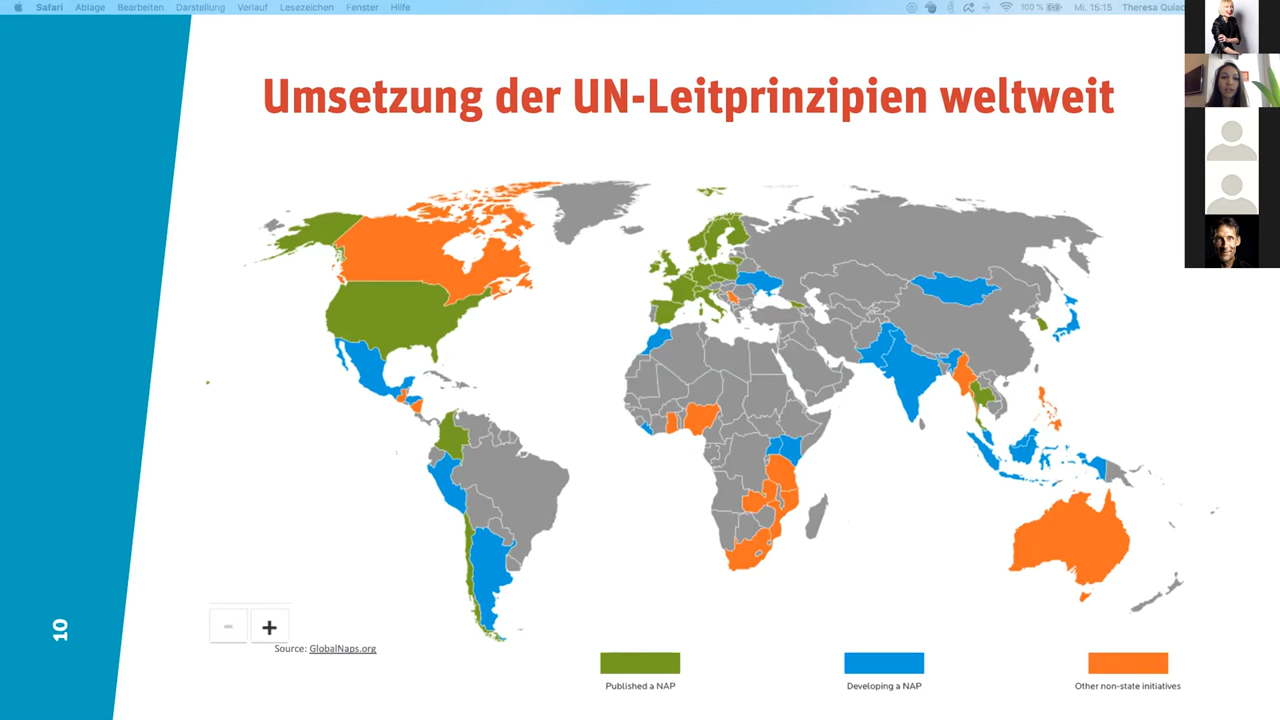 Safari Ablage Bearbeiten Darstellung Verlauf Lesezeichen Fenster Hilfe 100 % Mi. 15:15 Theresa
Umsetzung der UN-Leitprinzipien weltweit
- +
Source: GlobalNaps.org
Published a NAP
Developing a NAP
Other non-state initiatives
10